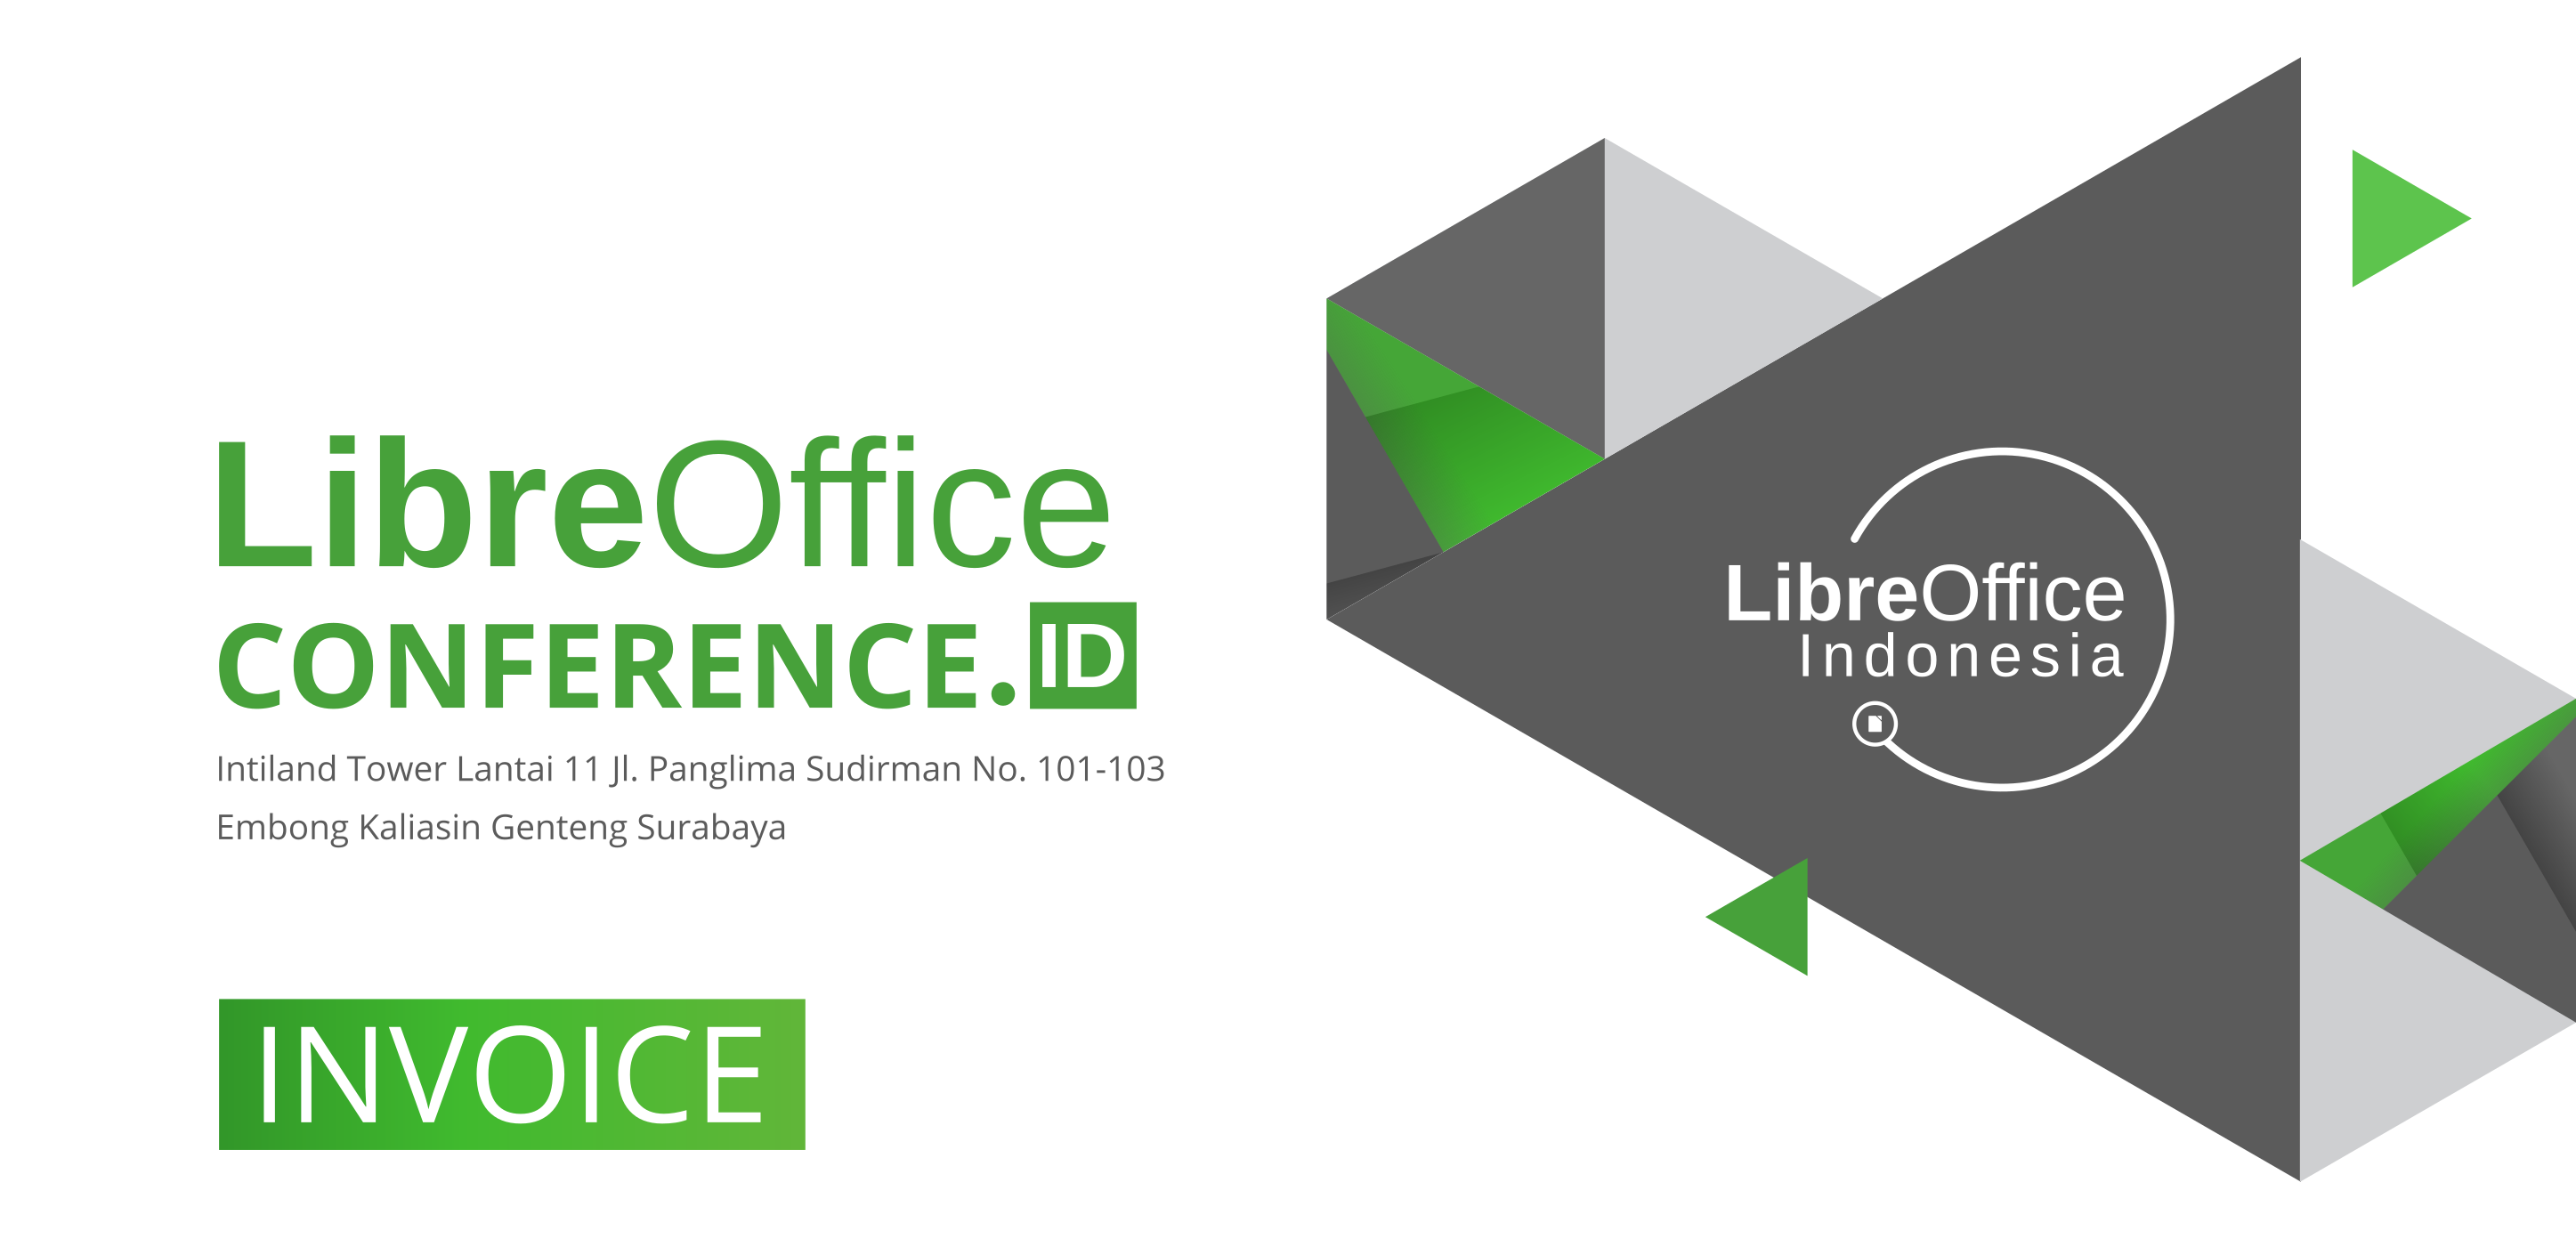 LibreOffice
CONFERENCE.ID
Intiland Tower Lantai 11 Jl. Panglima Sudirman No. 101-103
Embong Kaliasin Genteng Surabaya
INVOICE
LibreOffice
Indonesia